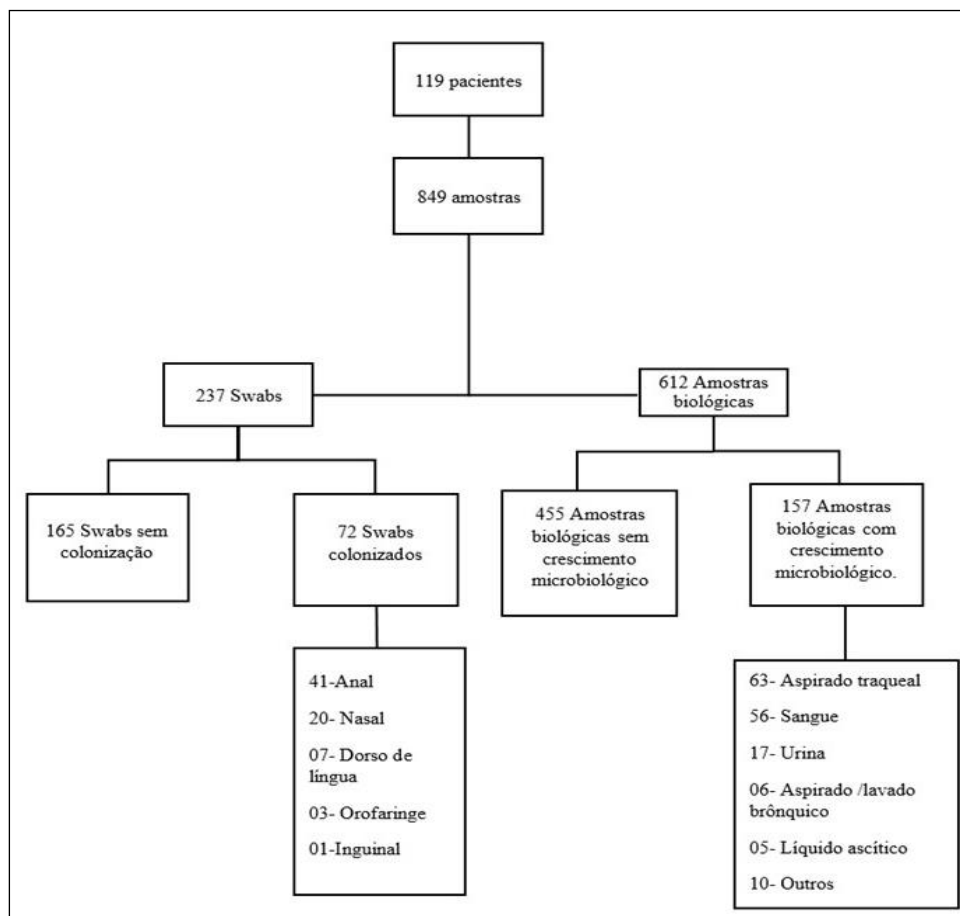 119 pacientes
849 amostras
237 Swabs
612 Amostras
biológicas
165 Swabs sem
colonização
72 Swabs
colonizados
455 Amostras
biológicas sem
crescimento
microbiológico
157 Amostras
biológicas com
crescimento
microbiológico.
41-Anal
20- Nasal
07- Dorso de
língua
03- Orofaringe
01-Inguinal
63- Aspirado traqueal
56- Sangue
17- Urina
06- Aspirado /lavado
brônquico
05- Líquido ascítico
10- Outros